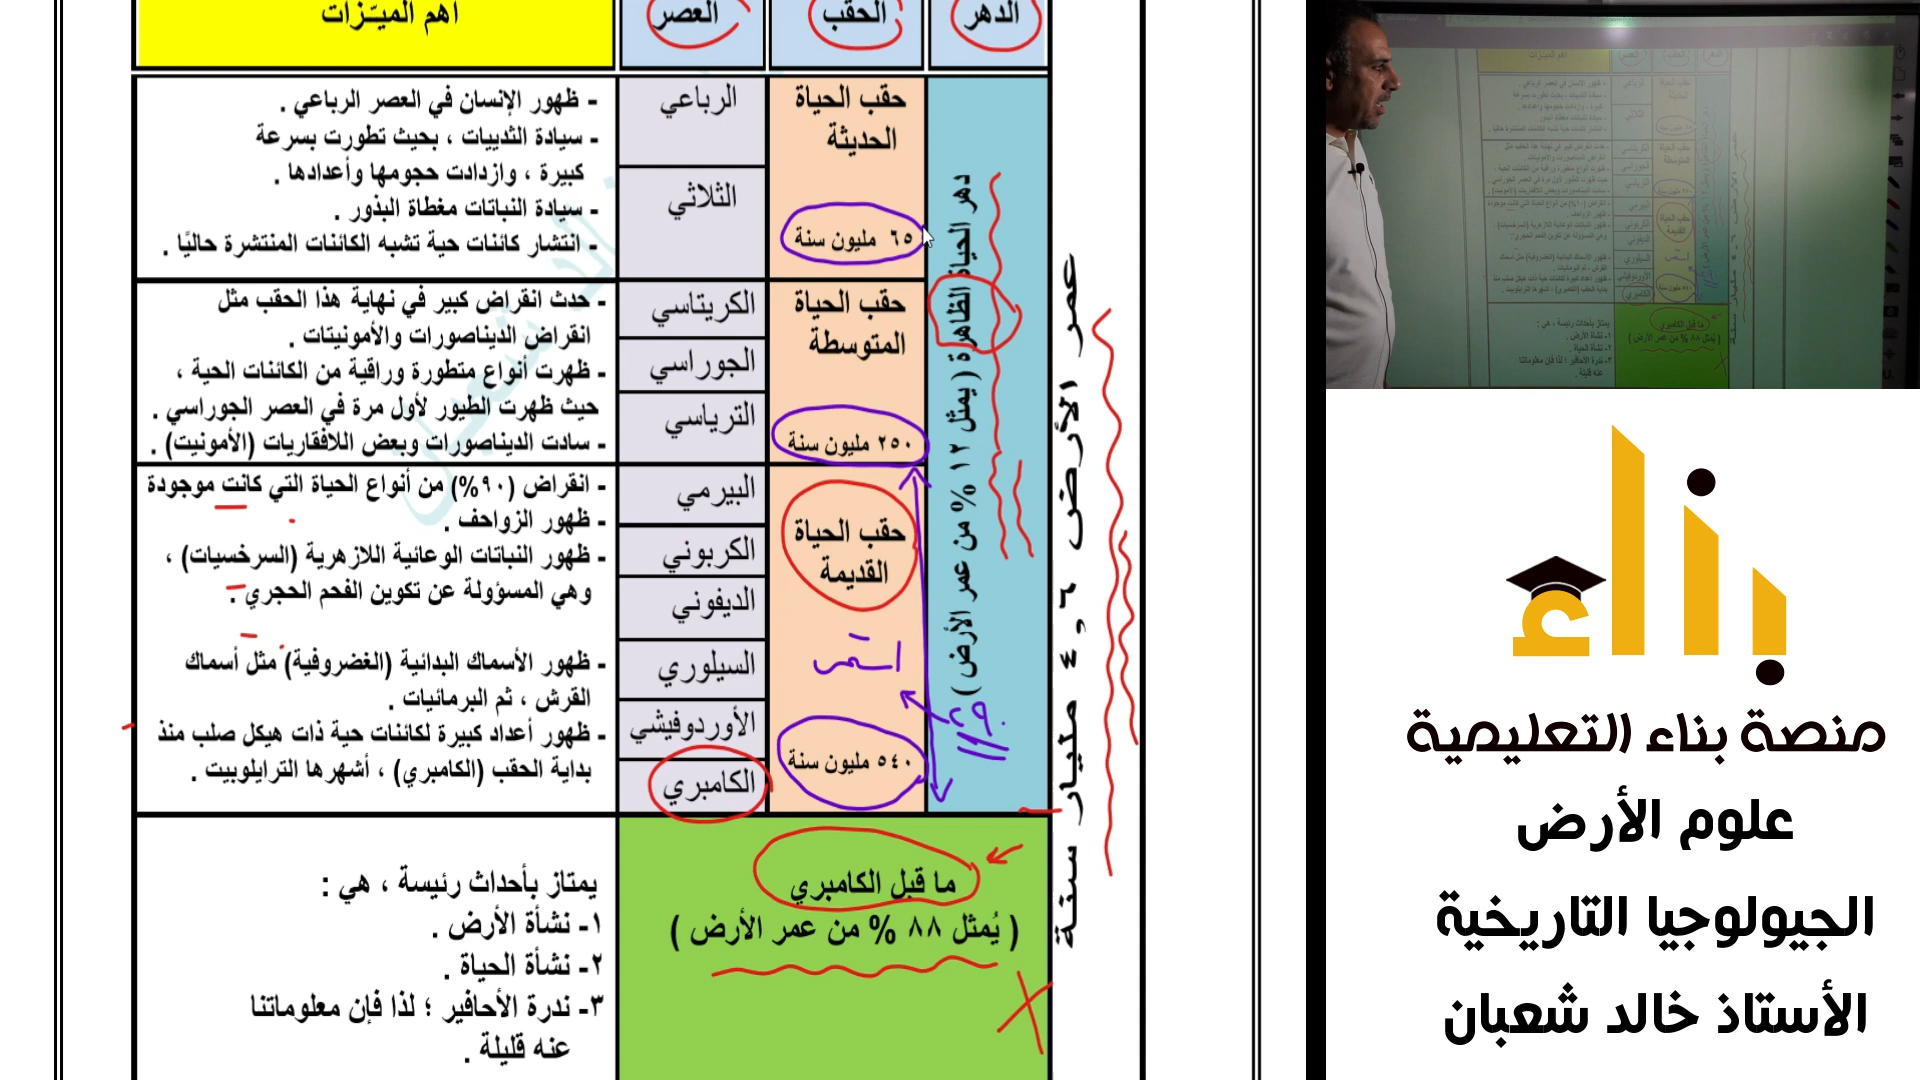 الدهر
الحقب
العصر
أهم الميـّـزات
دهر الحياة الظاهرة ( يمثل ١٢ % من عمر الأرض )
حقب الحياة
الحديثة
٦٥ مليون سنة
الرباعي
الثلاثي
- ظهور الإنسان في العصر الرباعي .
- سيادة الثدييات ، بحيث تطورت بسرعة
كبيرة ، وازدادت حجومها وأعدادها .
- سيادة النباتات مغطاة البذور .
- انتشار كائنات حية تشبه الكائنات المنتشرة حاليًا .
حقب الحياة
المتوسطة
٢٥٠ مليون سنة
الكريتاسي
الجوراسي
الترياسي
- حدث انقراض كبير في نهاية هذا الحقب مثل
انقراض الديناصورات والأمونيتات .
- ظهرت أنواع متطورة وراقية من الكائنات الحية ،
حيث ظهرت الطيور لأول مرة في العصر الجوراسي .
- سادت الديناصورات وبعض اللافقاريات (الأمونيت) .
حقب الحياة
القديمة
٥٤٠ مليون سنة
البيرمي
الكربوني
الديفوني
السيلوري
الأوردوفيشي
الكامبري
- انقراض (٩٠%) من أنواع الحياة التي كانت موجودة
- ظهور الزواحف .
- ظهور النباتات الوعائية اللازهرية (السرخسيات) ،
وهي المسؤولة عن تكوين الفحم الحجري .
- ظهور الأسماك البدائية (الغضروفية) مثل أسماك
القرش ، ثم البرمائيات .
- ظهور أعداد كبيرة لكائنات حية ذات هيكل صلب منذ
بداية الحقب (الكامبري) ، أشهرها الترايلوبيت .
ما قبل الكامبري
( يُمثل ٨٨ % من عمر الأرض )
يمتاز بأحداث رئيسة ، هي :
١- نشأة الأرض .
٢- نشأة الحياة .
٣- ندرة الأحافير ؛ لذا فإن معلوماتنا
عنه قليلة .
عمر الأرض ٤,٦ مليار سنة
بناء
منصة بناء التعليمية
علوم الأرض
الجيولوجيا التاريخية
الأستاذ خالد شعبان